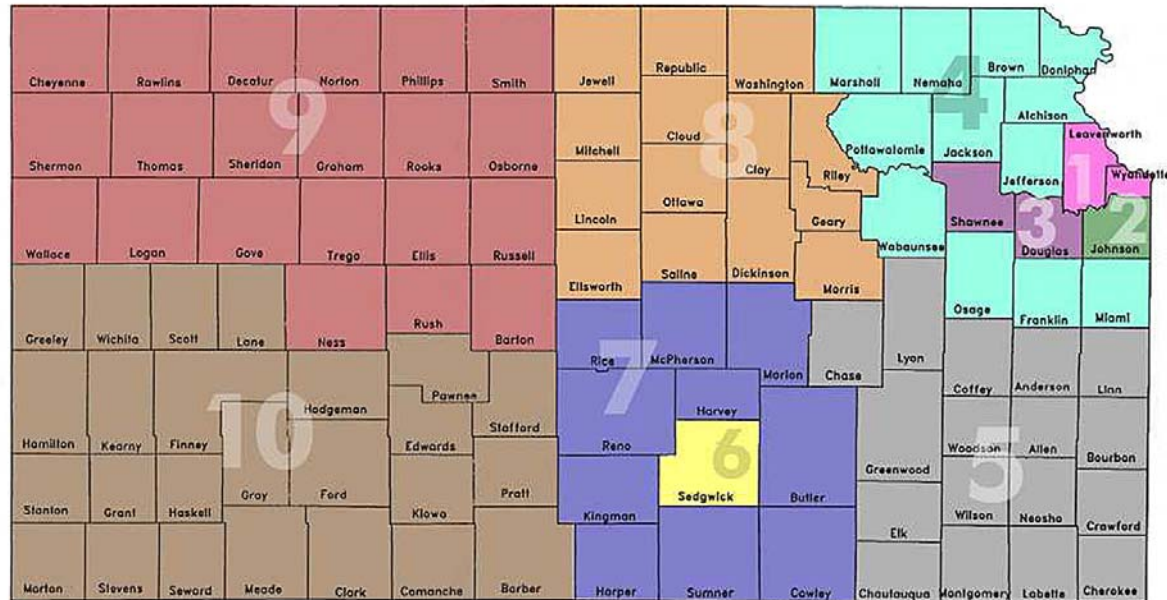 Cheyenne Rawlins Decatur Norton Phillips Smith Jewell Republic Washington Marshall Nemaha Brown Doniphan
9 8 4
Sherman Thomas Sheridan Graham Rooks Osborne Mitchell Cloud Clay Riley Pottawatomie Jackson Atchison Jefferson Leavenworth Wyandotte
1
Wallace Logan Gove Trego Ellis Russell Lincoln Ottawa Geary Wabaunsee Shawnee Douglas Johnson
3 2
Ellsworth Saline Dickinson Morris Osage Franklin Miami
Greeley Wichita Scott Lane Ness Rush Barton Rice McPherson Marion Chase Lyon Coffey Anderson Linn
10 7
Hamilton Kearny Finney Hodgeman Pawnee Edwards Stafford Reno Harvey Greenwood Woodson Allen Bourbon
6 5
Stanton Grant Haskell Gray Ford Kiowa Pratt Kingman Sedgwick Butler Elk Wilson Neosho Crawford
Morton Stevens Seward Meade Clark Comanche Barber Harper Sumner Cowley Chautauqua Montgomery Labette Cherokee